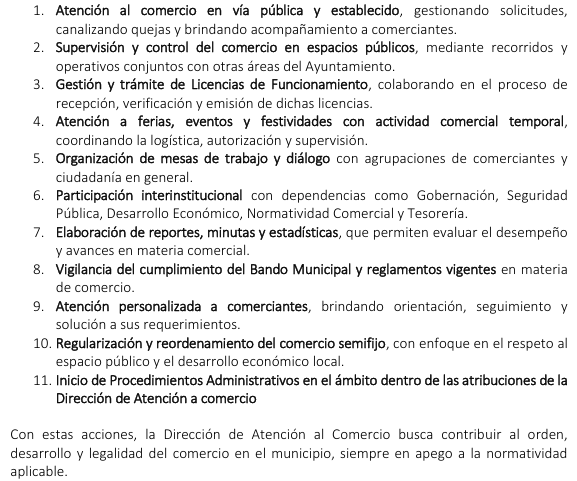 1. Atención al comercio en vía pública y establecido, gestionando solicitudes,
canalizando quejas y brindando acompañamiento a comerciantes.
2. Supervisión y control del comercio en espacios públicos, mediante recorridos y
operativos conjuntos con otras áreas del Ayuntamiento.
3. Gestión y trámite de Licencias de Funcionamiento, colaborando en el proceso de
recepción, verificación y emisión de dichas licencias.
4. Atención a ferias, eventos y festividades con actividad comercial temporal,
coordinando la logística, autorización y supervisión.
5. Organización de mesas de trabajo y diálogo con agrupaciones de comerciantes y
ciudadanía en general.
6. Participación interinstitucional con dependencias como Gobernación, Seguridad
Pública, Desarrollo Económico, Normatividad Comercial y Tesorería.
7. Elaboración de reportes, minutas y estadísticas, que permiten evaluar el desempeño
y avances en materia comercial.
8. Vigilancia del cumplimiento del Bando Municipal y reglamentos vigentes en materia
de comercio.
9. Atención personalizada a comerciantes, brindando orientación, seguimiento y
solución a sus requerimientos.
10. Regularización y reordenamiento del comercio semifijo, con enfoque en el respeto al
espacio público y el desarrollo económico local.
11. Inicio de Procedimientos Administrativos en el ámbito dentro de las atribuciones de la
Dirección de Atención a comercio
Con estas acciones, la Dirección de Atención al Comercio busca contribuir al orden,
desarrollo y legalidad del comercio en el municipio, siempre en apego a la normatividad
aplicable.